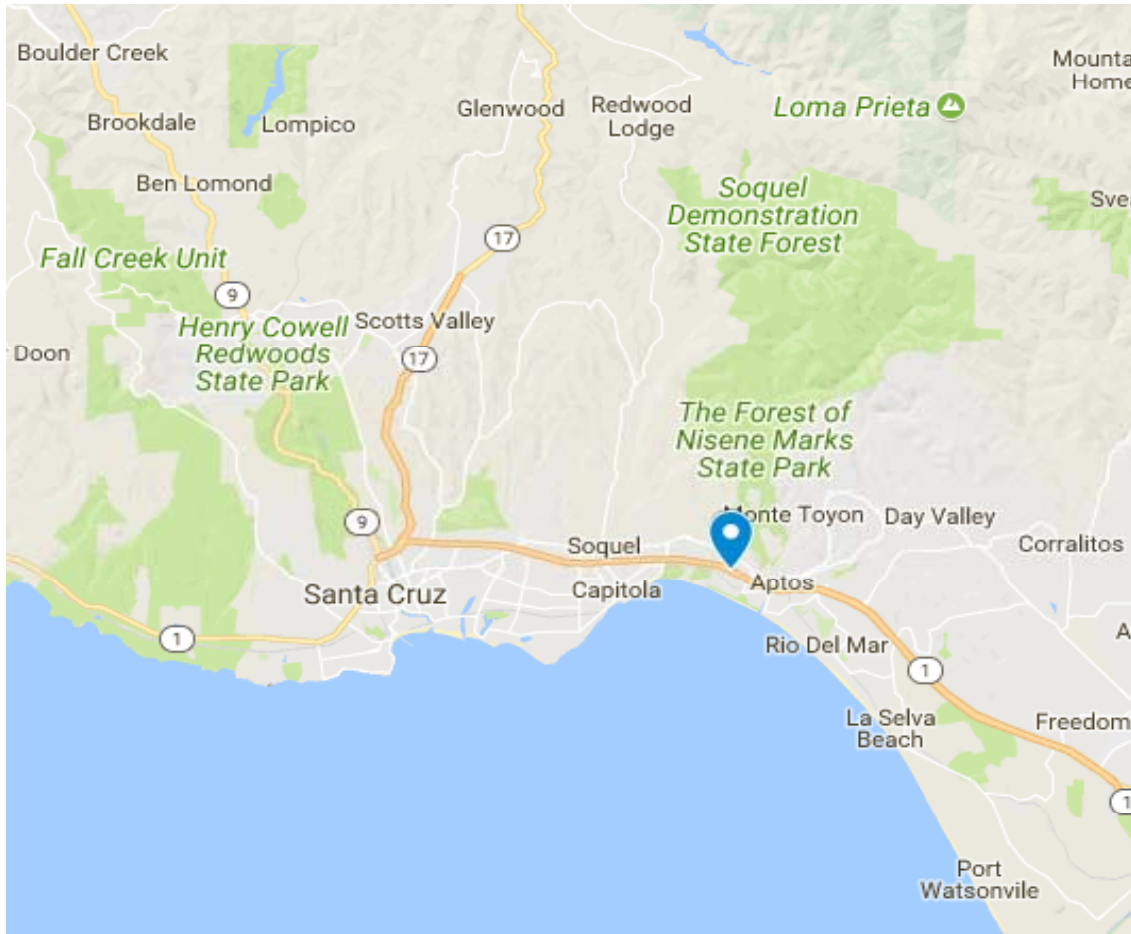 Boulder Creek
Mounta
Home
Glenwood
Redwood
Lodge
Loma Prieta
Brookdale
Lompico
Ben Lomond
Soquel
Demonstration
State Forest
Sve
17
Fall Creek Unit
9
Henry Cowell
Redwoods
State Park
Scotts Valley
Doon
17
The Forest of
Nisene Marks
State Park
9
Monte Toyon
Day Valley
Soquel
Corralitos
Capitola
Aptos
Santa Cruz
1
Rio Del Mar
A
1
La Selva
Beach
Freedom
1
Port
Watsonvile